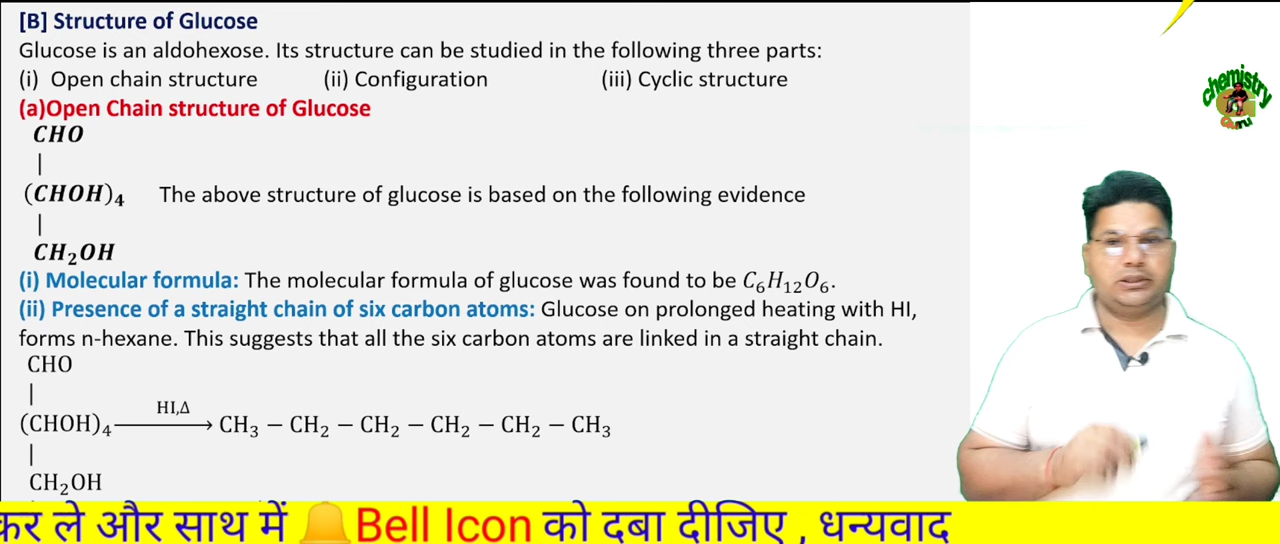 [B] Structure of Glucose
Glucose is an aldohexose. Its structure can be studied in the following three parts:
(i) Open chain structure (ii) Configuration (iii) Cyclic structure
(a)Open Chain structure of Glucose
CHO
|
(CHOH)₄ The above structure of glucose is based on the following evidence
|
CH₂OH
(i) Molecular formula: The molecular formula of glucose was found to be C₆H₁₂O₆.
(ii) Presence of a straight chain of six carbon atoms: Glucose on prolonged heating with HI,
forms n-hexane. This suggests that all the six carbon atoms are linked in a straight chain.
CHO
|
HI,Δ
(CHOH)₄ → CH₃ − CH₂ − CH₂ − CH₂ − CH₂ − CH₃
|
CH₂OH
chemistry
Guru
कर ले और साथ में 🔔Bell Icon को दबा दीजिए , धन्यवाद